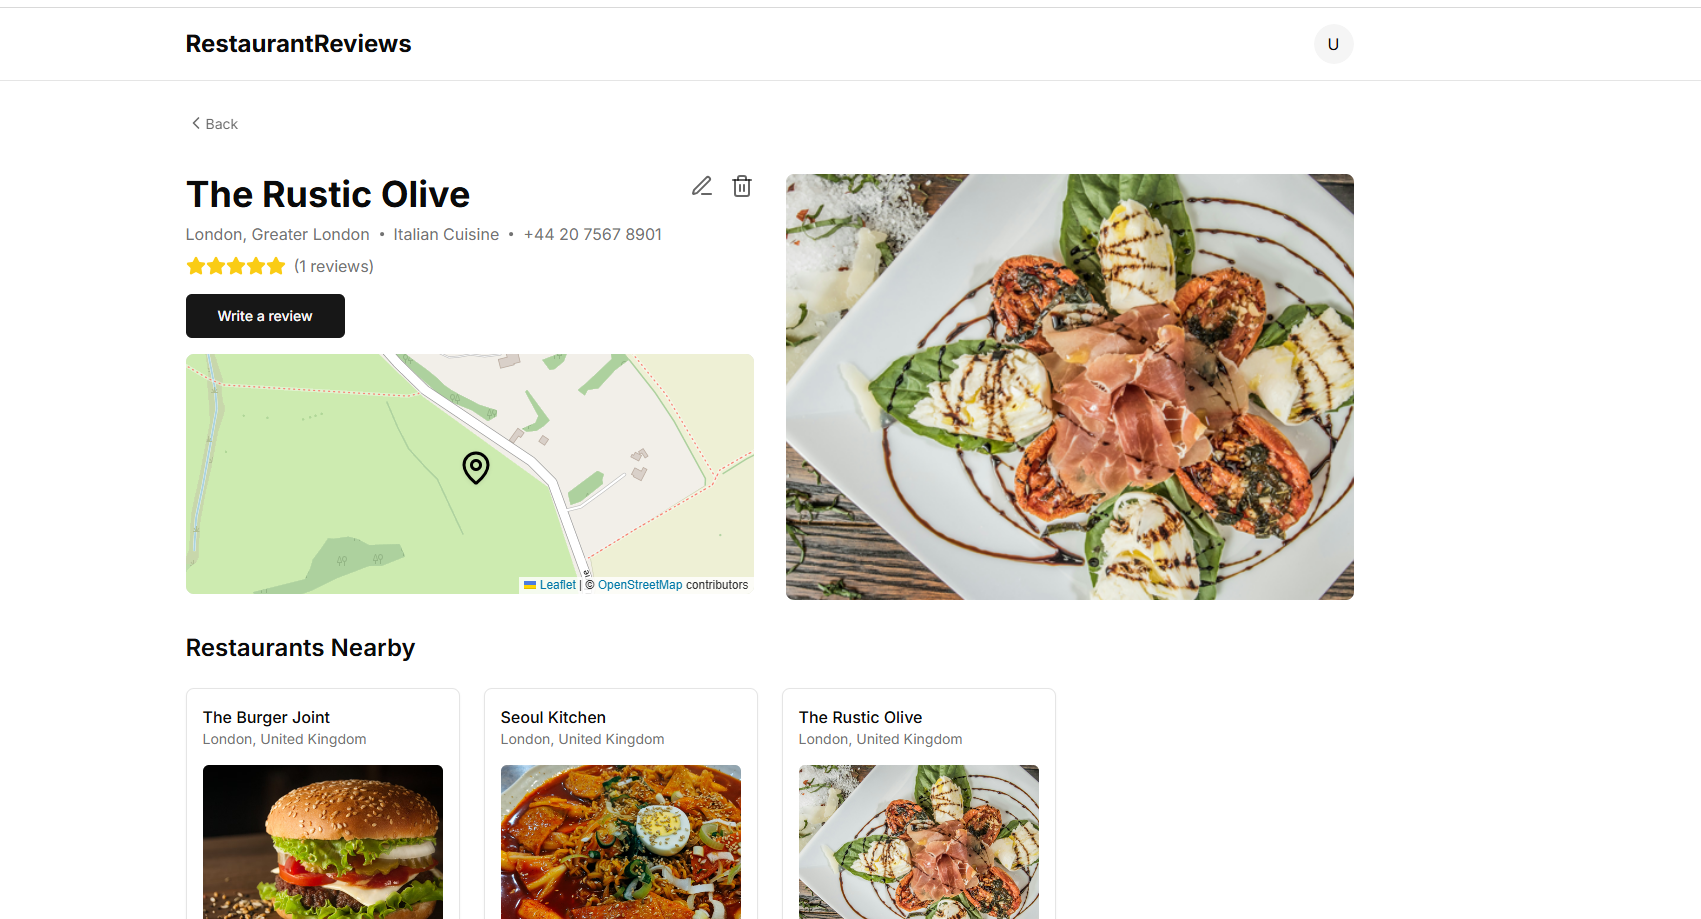 RestaurantReviews
U
Back
The Rustic Olive
London, Greater London • Italian Cuisine • +44 20 7567 8901
(1 reviews)
Write a review
Leaflet | © OpenStreetMap contributors
Restaurants Nearby
The Burger Joint
London, United Kingdom
Seoul Kitchen
London, United Kingdom
The Rustic Olive
London, United Kingdom